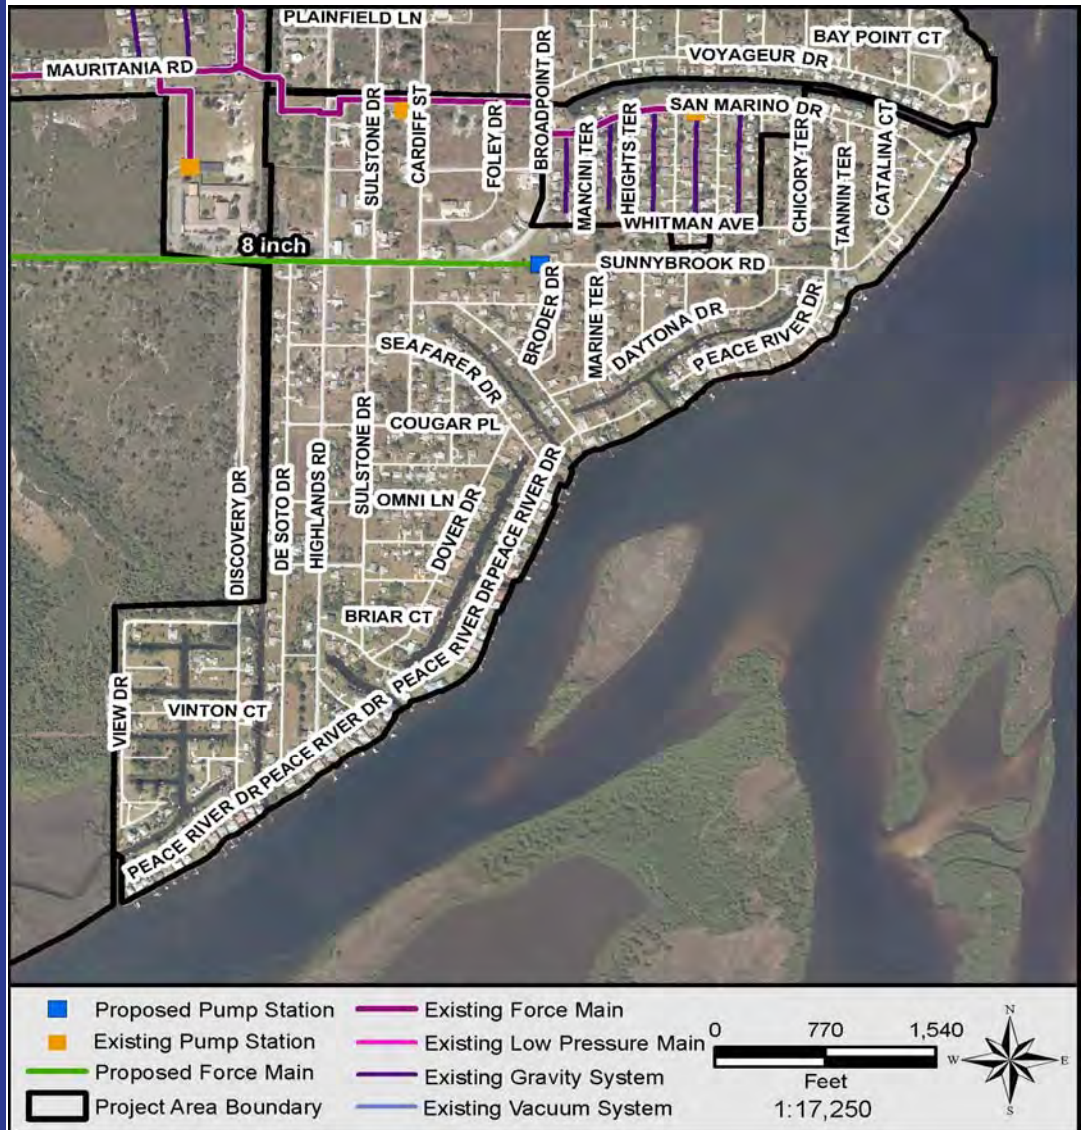 PLAINFIELD LN
BAY POINT CT
VOYAGEUR DR
MAURITANIA RD
SULSTONE DR
CARDIFF ST
FOLEY DR
BROADPOINT DR
SAN MARINO DR
MANCINI TER
HEIGHTS TER
CHICORY TER
TANNIN TER
CATALINA CT
WHITMAN AVE
8 inch
SUNNYBROOK RD
BRODER DR
MARINE TER
DAYTONA DR
PEACE RIVER DR
SEAFARER DR
COUGAR PL
SULSTONE DR
OMNI LN
DOVER DR
PEACE RIVER DR
DISCOVERY DR
DE SOTO DR
HIGHLANDS RD
BRIAR CT
PEACE RIVER DR
VIEW DR
VINTON CT
PEACE RIVER DR
PEACE RIVER DR
Proposed Pump Station
Existing Pump Station
Proposed Force Main
Project Area Boundary
Existing Force Main
Existing Low Pressure Main
Existing Gravity System
Existing Vacuum System
0 770 1,540
Feet
1:17,250
N
W E
S